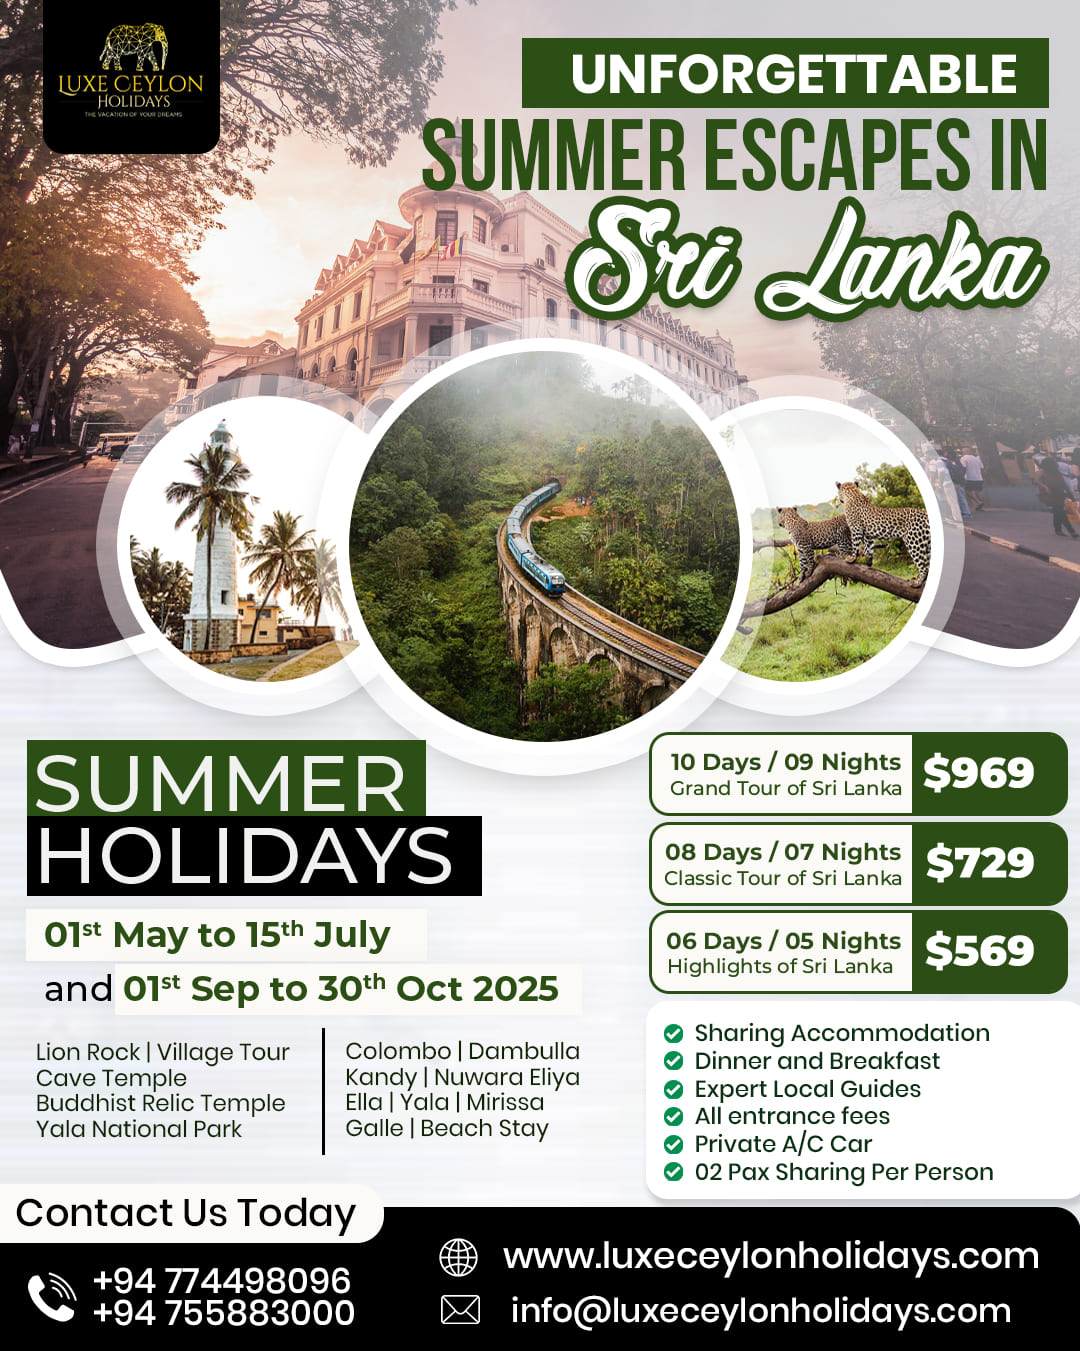 LUXE CEYLON
HOLIDAYS
THE VACATION OF YOUR DREAMS
UNFORGETTABLE
SUMMER ESCAPES IN
Sri Lanka
SUMMER
HOLIDAYS
01st May to 15th July
and 01st Sep to 30th Oct 2025
Lion Rock | Village Tour
Cave Temple
Buddhist Relic Temple
Yala National Park
Colombo | Dambulla
Kandy | Nuwara Eliya
Ella | Yala | Mirissa
Galle | Beach Stay
10 Days / 09 Nights
Grand Tour of Sri Lanka
$969
08 Days / 07 Nights
Classic Tour of Sri Lanka
$729
06 Days / 05 Nights
Highlights of Sri Lanka
$569
Sharing Accommodation
Dinner and Breakfast
Expert Local Guides
All entrance fees
Private A/C Car
02 Pax Sharing Per Person
Contact Us Today
+94 774498096
+94 755883000
www.luxeceylonholidays.com
info@luxeceylonholidays.com